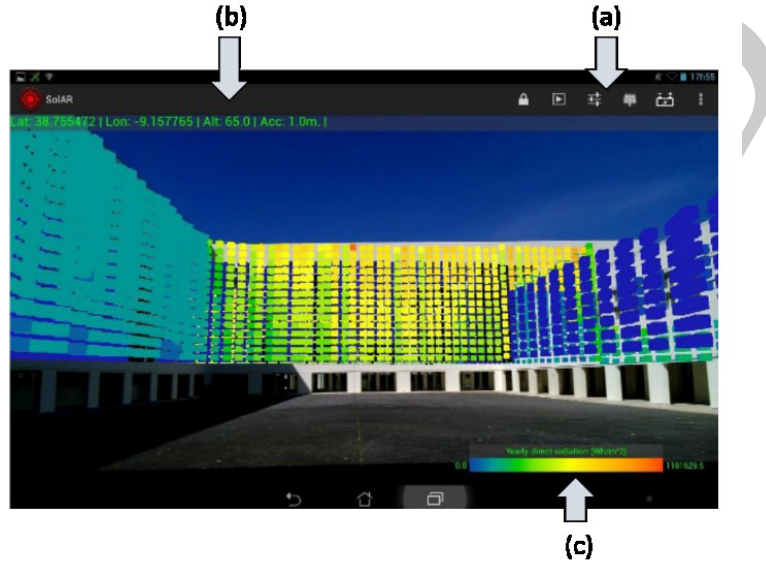 (b)
(a)
17h55
SolAR
Lat: 38.755472 | Lon: -9.157765 | Alt: 65.0 | Acc: 1.0m. |
Yearly direct radiation (Wh/m^2)
0.0
1181529.5
(c)